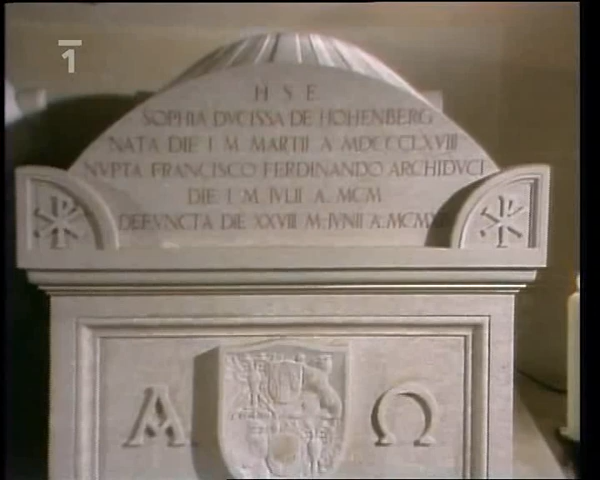 1
H S E
SOPHIA DVCISSA DE HOHENBERG
NATA DIE I M MARTII A MDCCCLXVIII
NVPTA FRANCISCO FERDINANDO ARCHIDVCI
DIE I M IVLII A. MCM
DEFVNCTA DIE XXVIII M IVNII A.
Α Ω